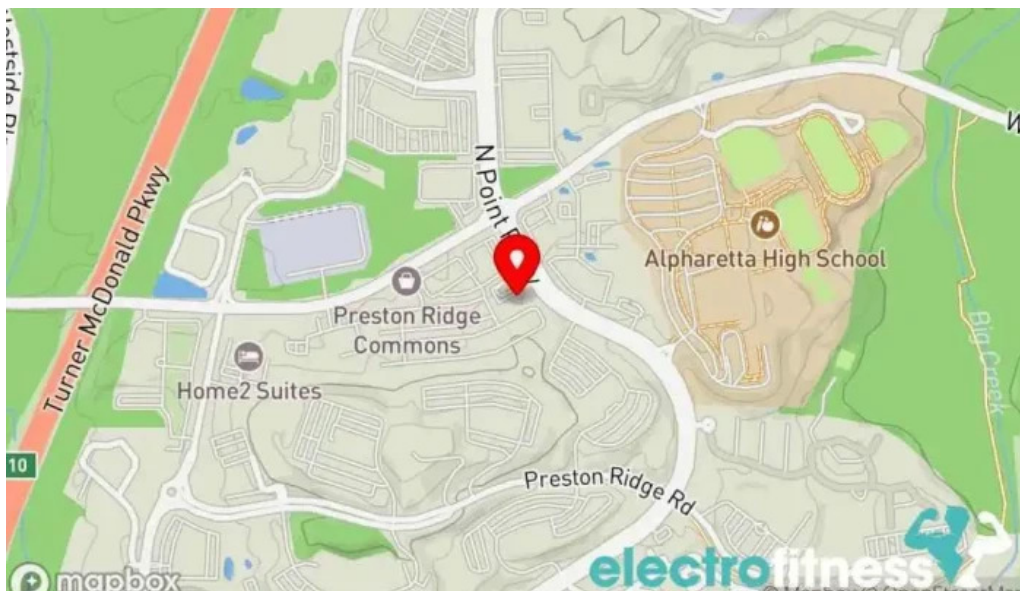 Turner McDonald Pkwy
N Point P
W
Alpharetta High School
Preston Ridge
Commons
Home2 Suites
Big Creek
10
Preston Ridge Rd
electrofitness
mapbox